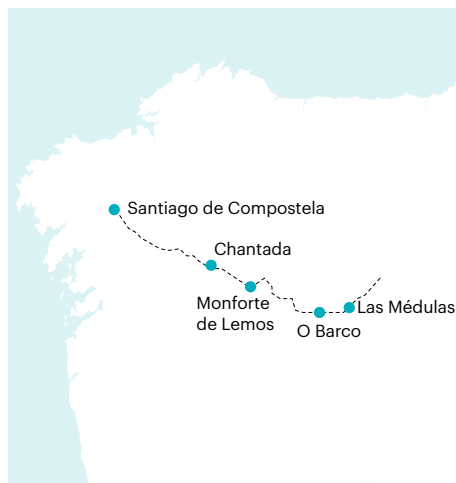 Santiago de Compostela
Chantada
Monforte
de Lemos
Las Médulas
O Barco